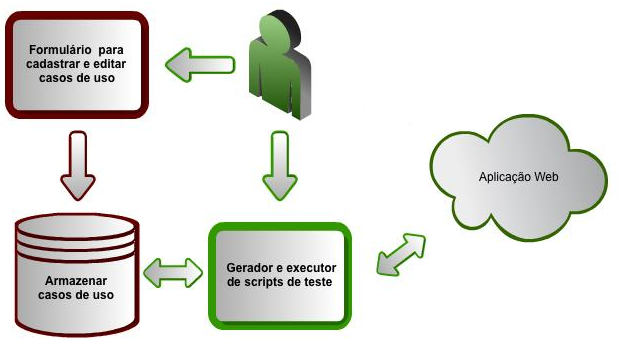 Formulário para
cadastrar e editar
casos de uso
Aplicação Web
Armazenar
casos de uso
Gerador e executor
de scripts de teste